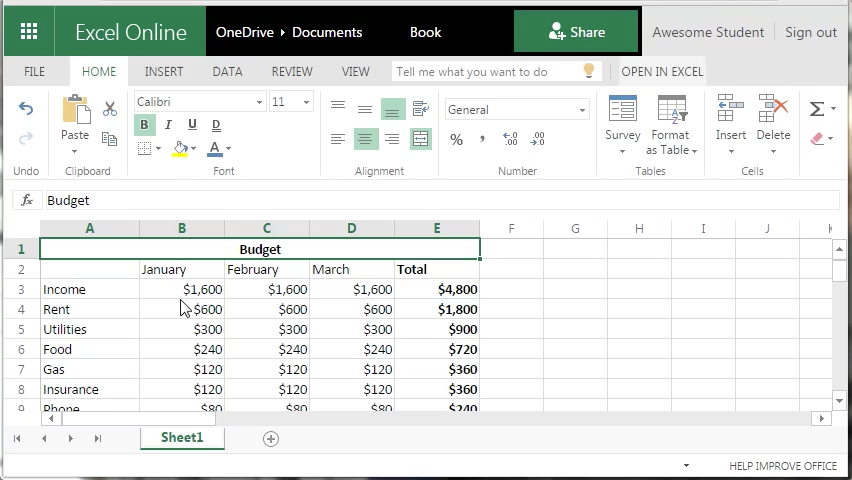 Excel Online OneDrive ▸ Documents Book Share Awesome Student Sign out
FILE HOME INSERT DATA REVIEW VIEW Tell me what you want to do OPEN IN EXCEL
Calibri 11 General
Paste B I U D A % , .00 .0 Survey Format as Table Insert Delete Σ
Undo Clipboard Font Alignment Number Tables Cells
fx Budget
A B C D E F G H I J K
1 Budget
2 January February March Total
3 Income $1,600 $1,600 $1,600 $4,800
4 Rent $600 $600 $600 $1,800
5 Utilities $300 $300 $300 $900
6 Food $240 $240 $240 $720
7 Gas $120 $120 $120 $360
8 Insurance $120 $120 $120 $360
9 Phone $80 $80 $80 $240
Sheet1
HELP IMPROVE OFFICE